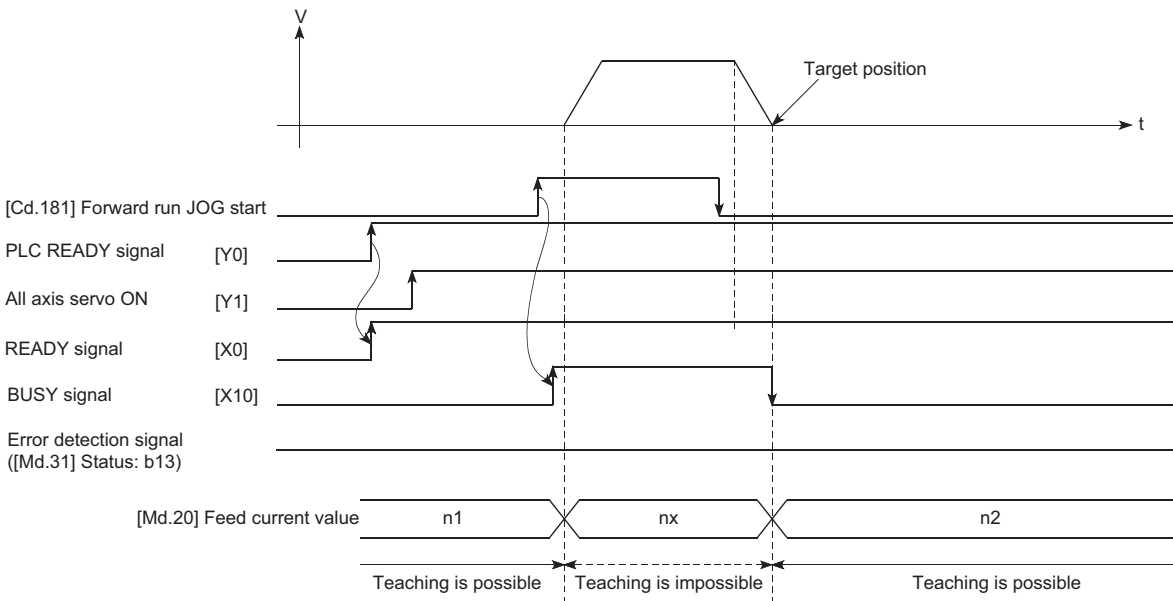 V
Target position
t
[Cd.181] Forward run JOG start
PLC READY signal [Y0]
All axis servo ON [Y1]
READY signal [X0]
BUSY signal [X10]
Error detection signal
([Md.31] Status: b13)
[Md.20] Feed current value n1 nx n2
Teaching is possible Teaching is impossible Teaching is possible